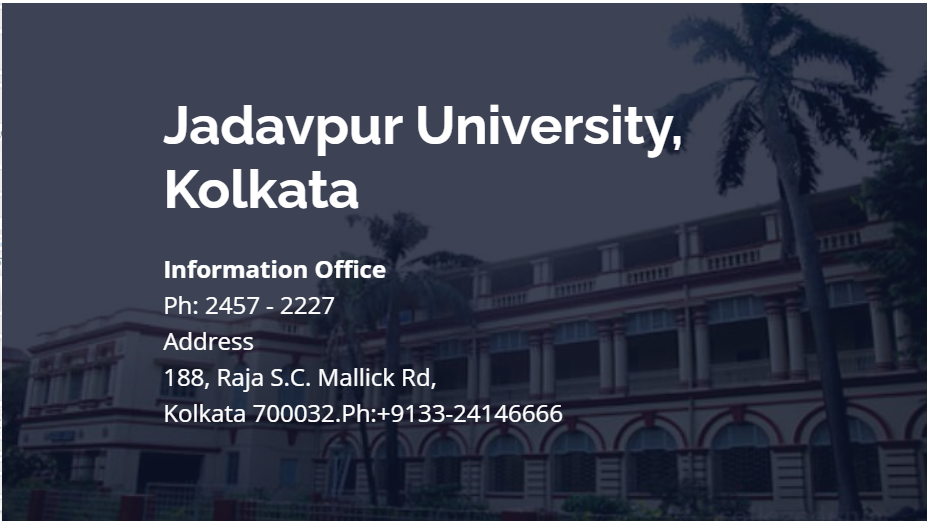 Jadavpur University,
Kolkata
Information Office
Ph: 2457 - 2227
Address
188, Raja S.C. Mallick Rd,
Kolkata 700032.Ph:+9133-24146666